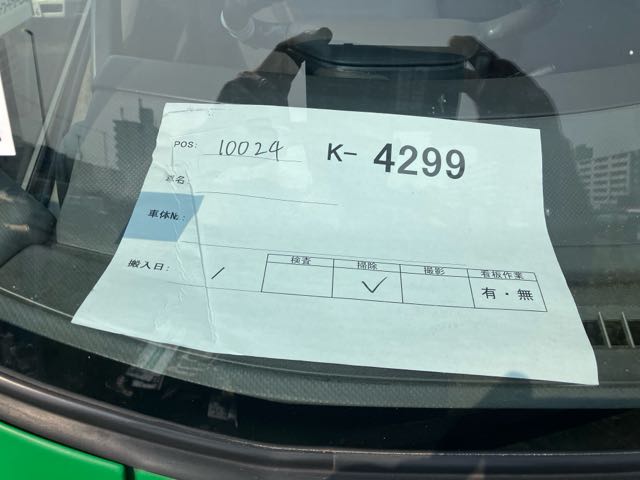 POS: 10024 K- 4299
車名
車体№:
搬入日: /
検査 掃除 撮影 看板作業
✓ 有・無